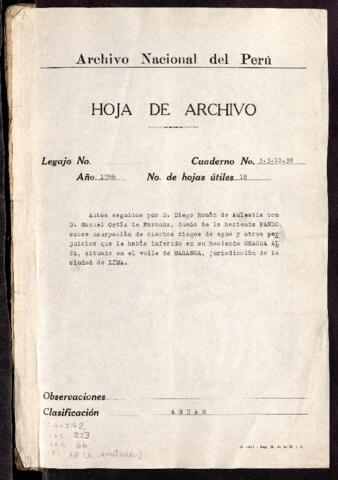 Archivo Nacional del Perú
HOJA DE ARCHIVO
Legajo No. Cuaderno No. 3.3.10.38
Año 1786 No. de hojas útiles 18
Autos seguidos por D. Diego Román de Aulestia con
D. Manuel Ortíz de Foronda, dueño de la hacienda PANDO,
sobre usurpación de ciertos riegos de agua y otros per
juicios que le había inferido en su hacienda CHACRA AL
TA, situada en el valle de MARANGA, jurisdicción de la
ciudad de LIMA.
Observaciones
Clasificación AGUAS
223
66